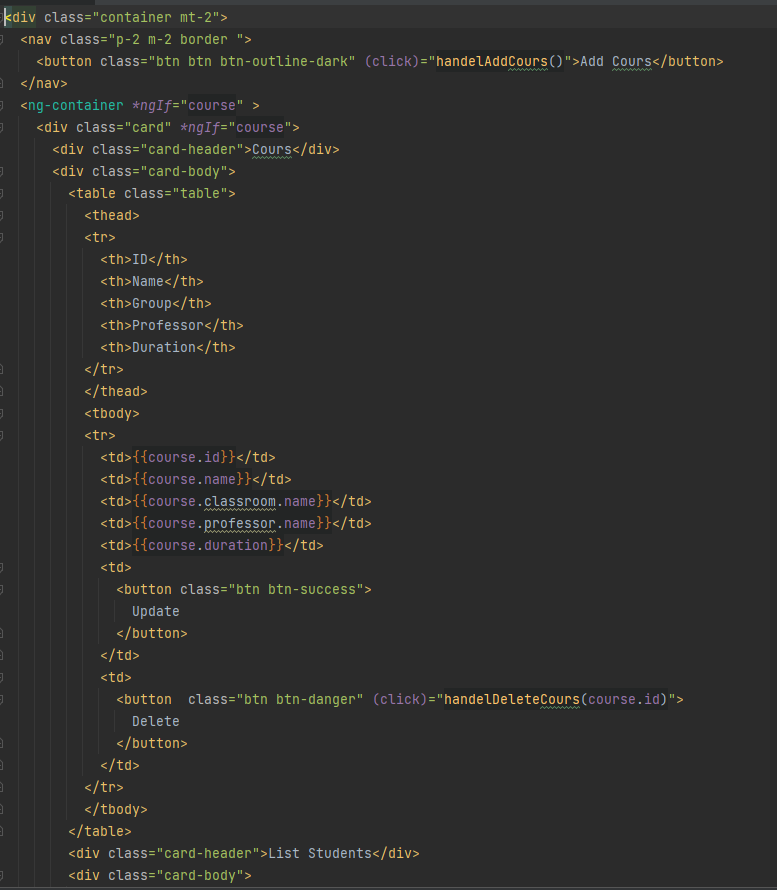 <div class="container mt-2">
  <nav class="p-2 m-2 border ">
    <button class="btn btn btn-outline-dark" (click)="handelAddCours()">Add Cours</button>
  </nav>
  <ng-container *ngIf="course" >
    <div class="card" *ngIf="course">
      <div class="card-header">Cours</div>
      <div class="card-body">
        <table class="table">
          <thead>
          <tr>
            <th>ID</th>
            <th>Name</th>
            <th>Group</th>
            <th>Professor</th>
            <th>Duration</th>
          </tr>
          </thead>
          <tbody>
          <tr>
            <td>{{course.id}}</td>
            <td>{{course.name}}</td>
            <td>{{course.classroom.name}}</td>
            <td>{{course.professor.name}}</td>
            <td>{{course.duration}}</td>
            <td>
              <button class="btn btn-success">
                Update
              </button>
            </td>
            <td>
              <button  class="btn btn-danger" (click)="handelDeleteCours(course.id)">
                Delete
              </button>
            </td>
          </tr>
          </tbody>
        </table>
        <div class="card-header">List Students</div>
        <div class="card-body">